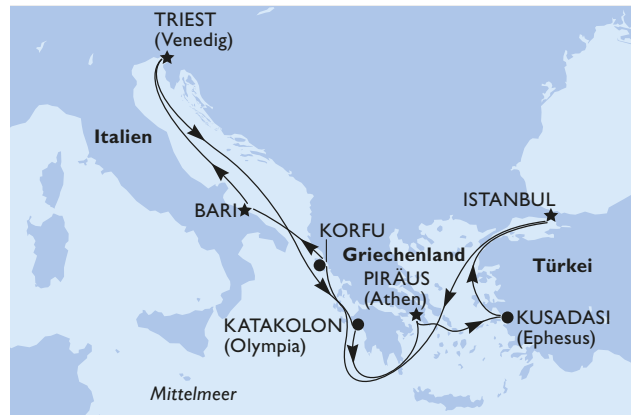 TRIEST
(Venedig)
Italien
BARI
KORFU
ISTANBUL
Griechenland
PIRÄUS
(Athen)
Türkei
KATAKOLON
(Olympia)
KUSADASI
(Ephesus)
Mittelmeer